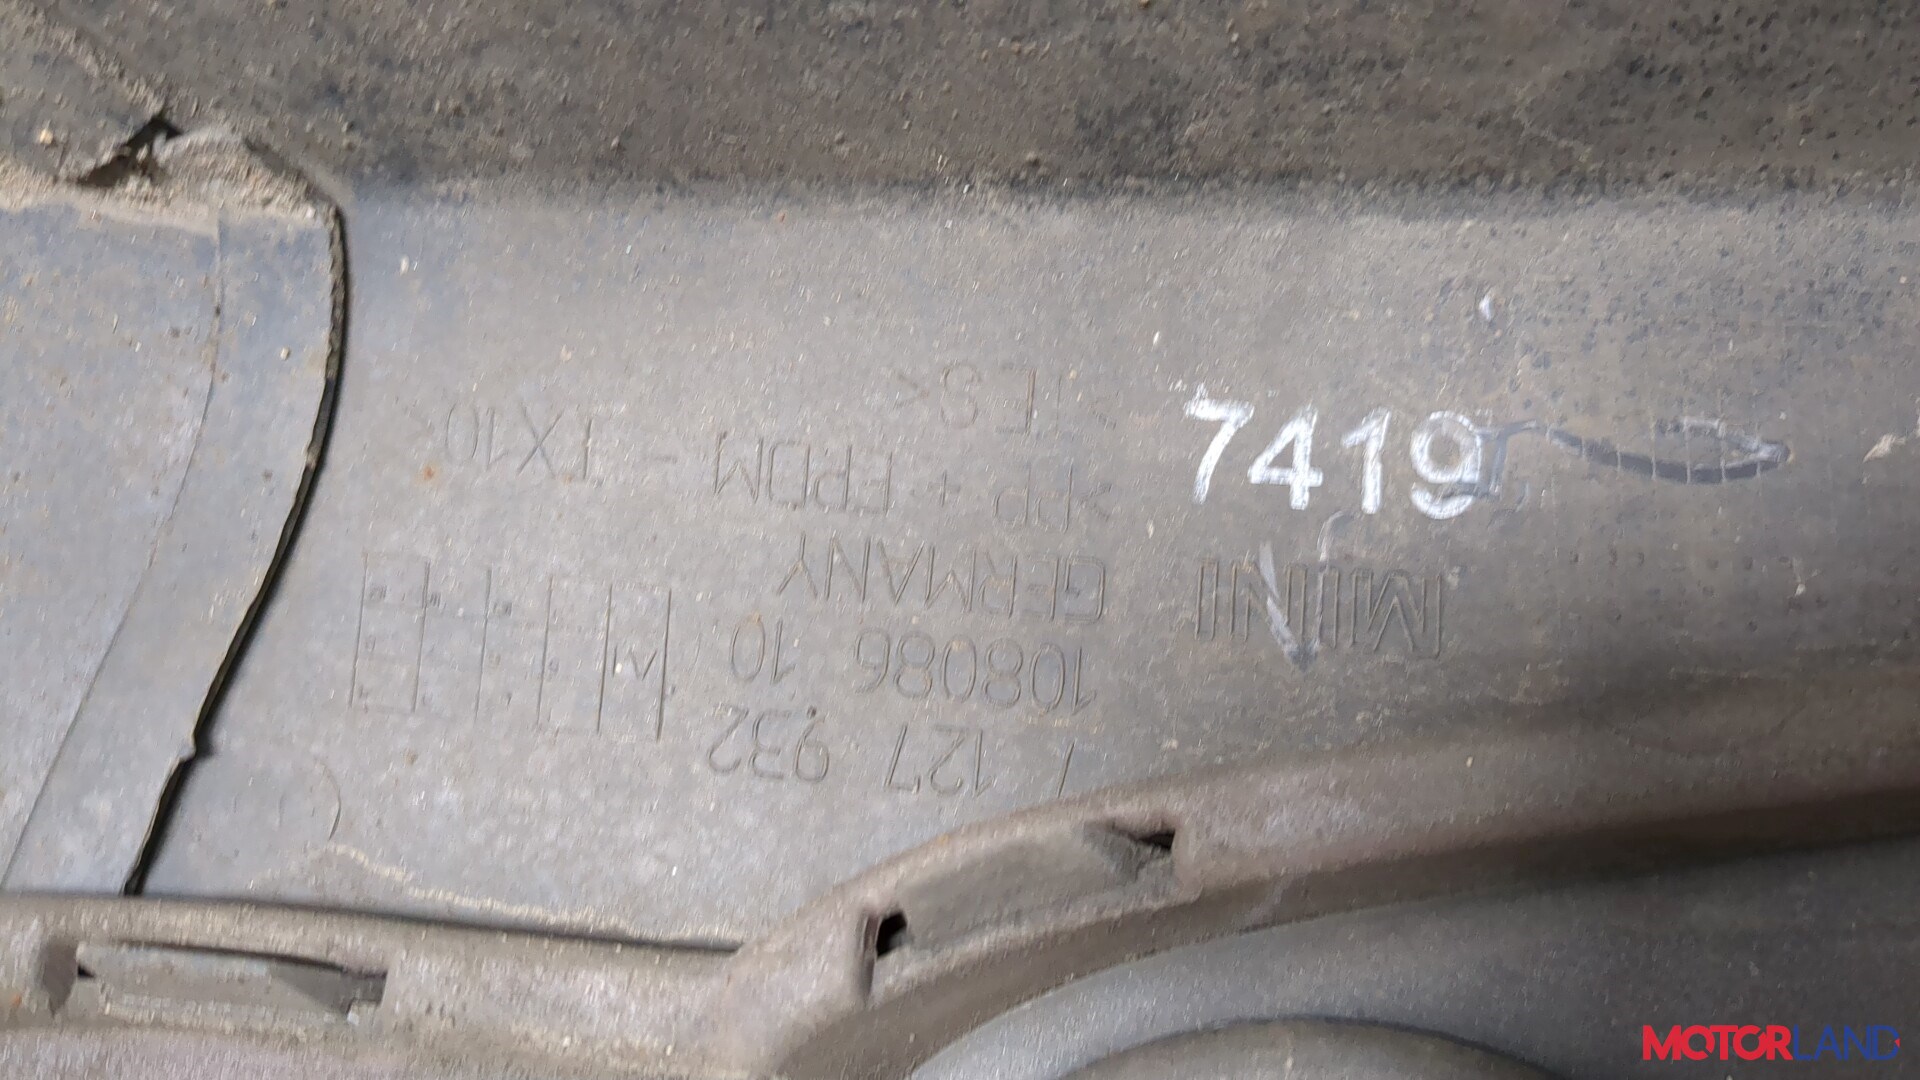 7419
7 127 932
108086 10
MINI GERMANY
>PP + EPDM - TX10<
MOTORLAND